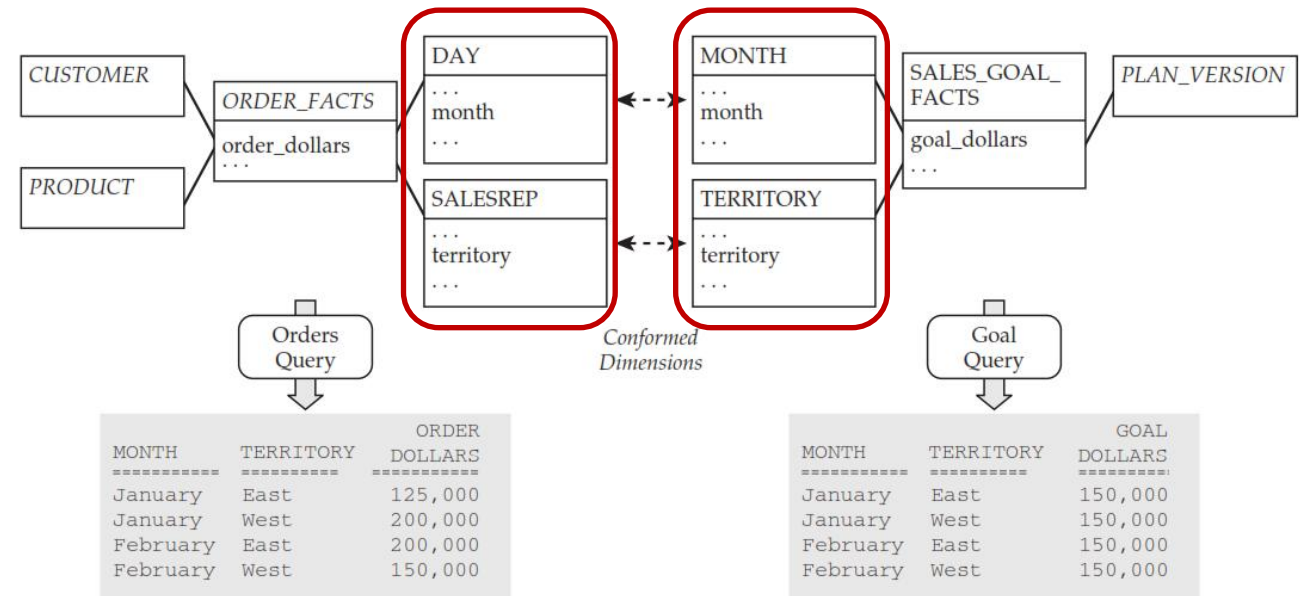 CUSTOMER
PRODUCT
ORDER_FACTS
order_dollars
. . .
DAY
. . .
month
. . .
SALESREP
. . .
territory
. . .
MONTH
. . .
month
. . .
TERRITORY
. . .
territory
. . .
SALES_GOAL_
FACTS
goal_dollars
. . .
PLAN_VERSION
Conformed
Dimensions
Orders
Query
ORDER
MONTH TERRITORY DOLLARS
=========== ========== ===========
January East 125,000
January West 200,000
February East 200,000
February West 150,000
Goal
Query
GOAL
MONTH TERRITORY DOLLARS
=========== ========== ==========
January East 150,000
January West 150,000
February East 150,000
February West 150,000